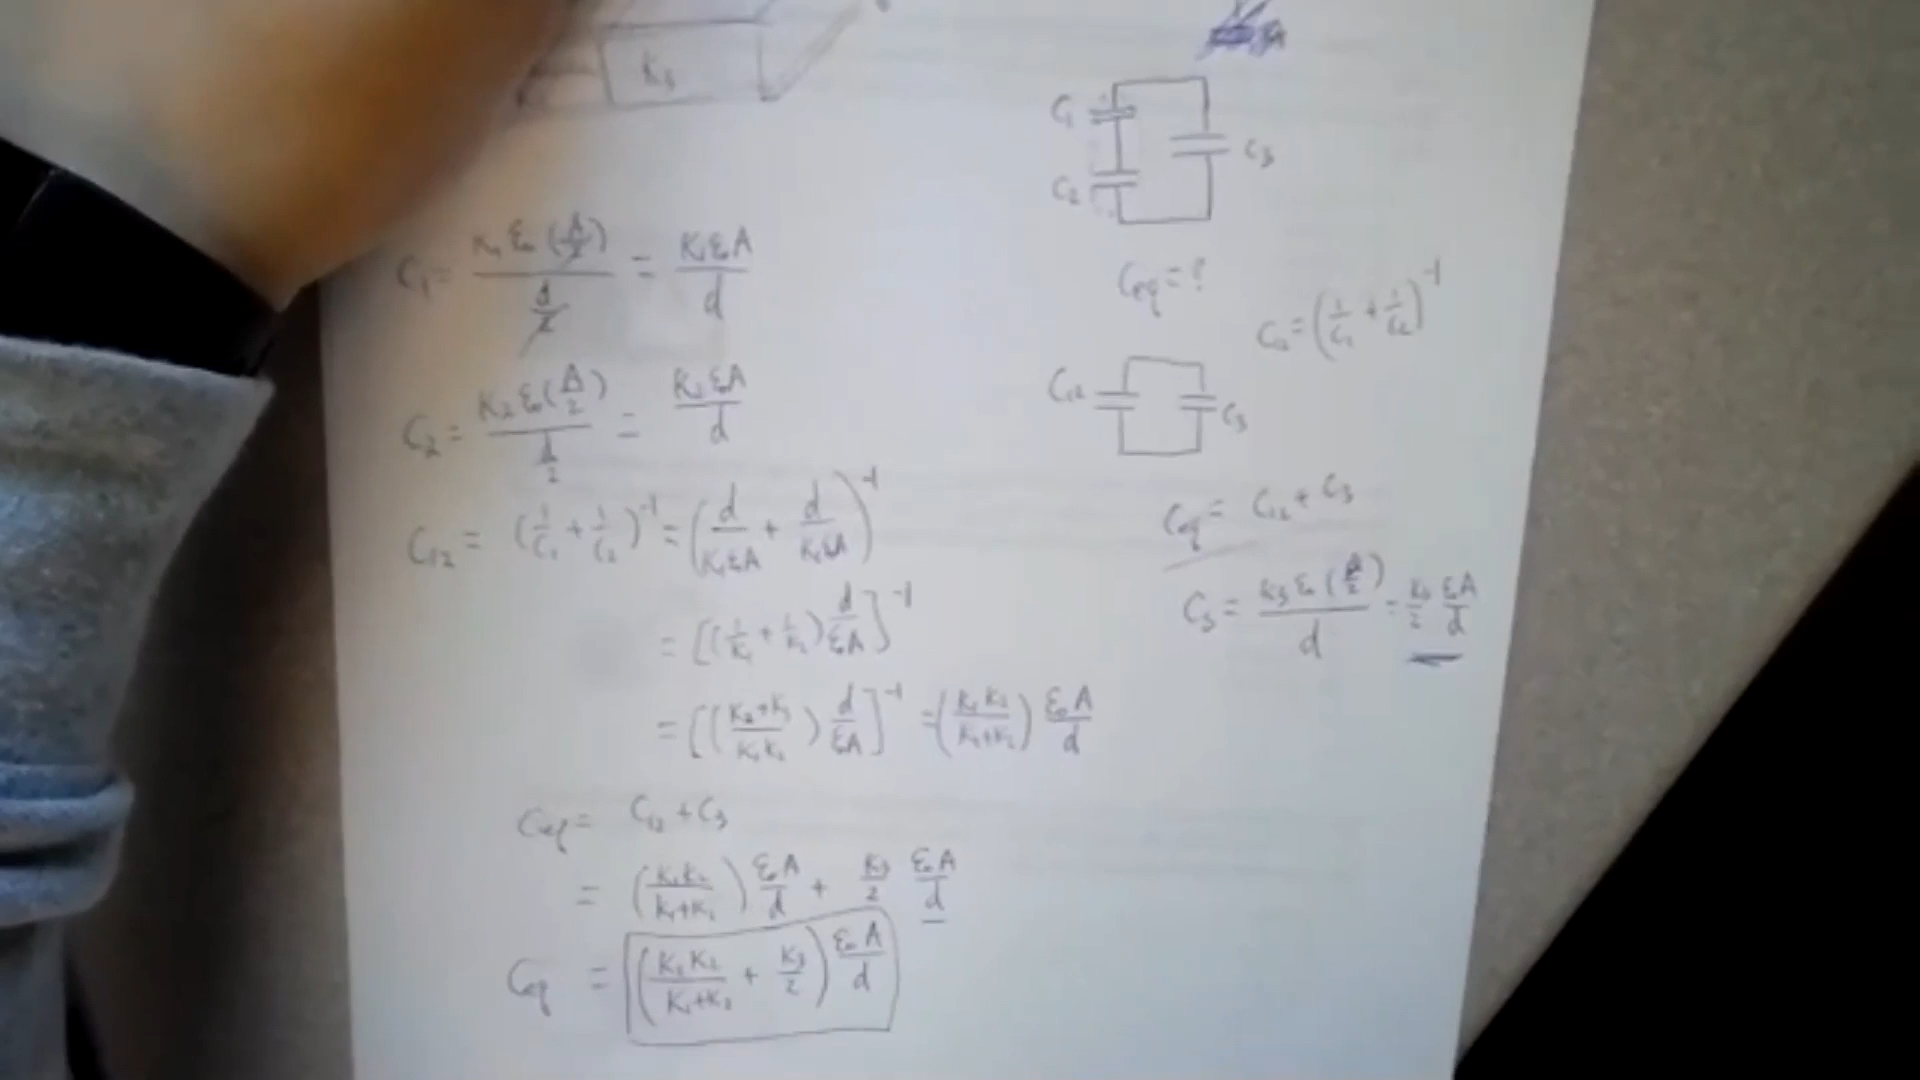 K₃
C₁
C₂
C₃
C₁ = K₁ε₀(A/2) / (d/2) = K₁ε₀A / d
Ceq = ?
C₁₂ = (1/C₁ + 1/C₂)⁻¹
C₂ = K₂ε₀(A/2) / (d/2) = K₂ε₀A / d
C₁₂
C₃
C₁₂ = (1/C₁ + 1/C₂)⁻¹ = (d/K₁ε₀A + d/K₂ε₀A)⁻¹
Ceq = C₁₂ + C₃
C₃ = K₃ε₀(A/2) / d = K₃/2 ε₀A/d
= [(1/K₁ + 1/K₂) d/ε₀A]⁻¹
= [(K₂+K₁ / K₁K₂) d/ε₀A]⁻¹ = (K₁K₂ / K₁+K₂) ε₀A/d
Ceq = C₁₂ + C₃
= (K₁K₂ / K₁+K₂) ε₀A/d + K₃/2 ε₀A/d
Ceq = (K₁K₂ / K₁+K₂ + K₃/2) ε₀A/d